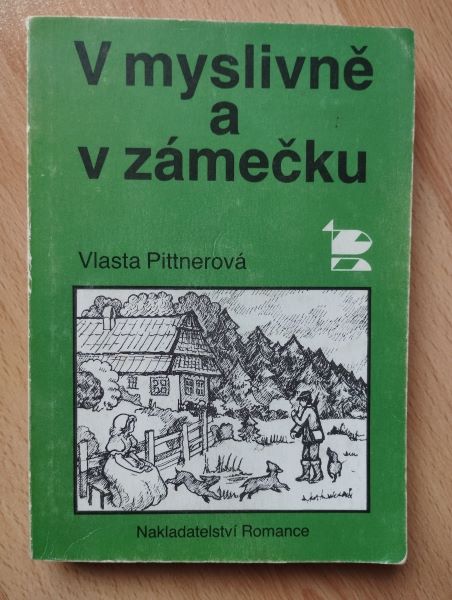 V myslivně
a
v zámečku
Vlasta Pittnerová
Nakladatelství Romance